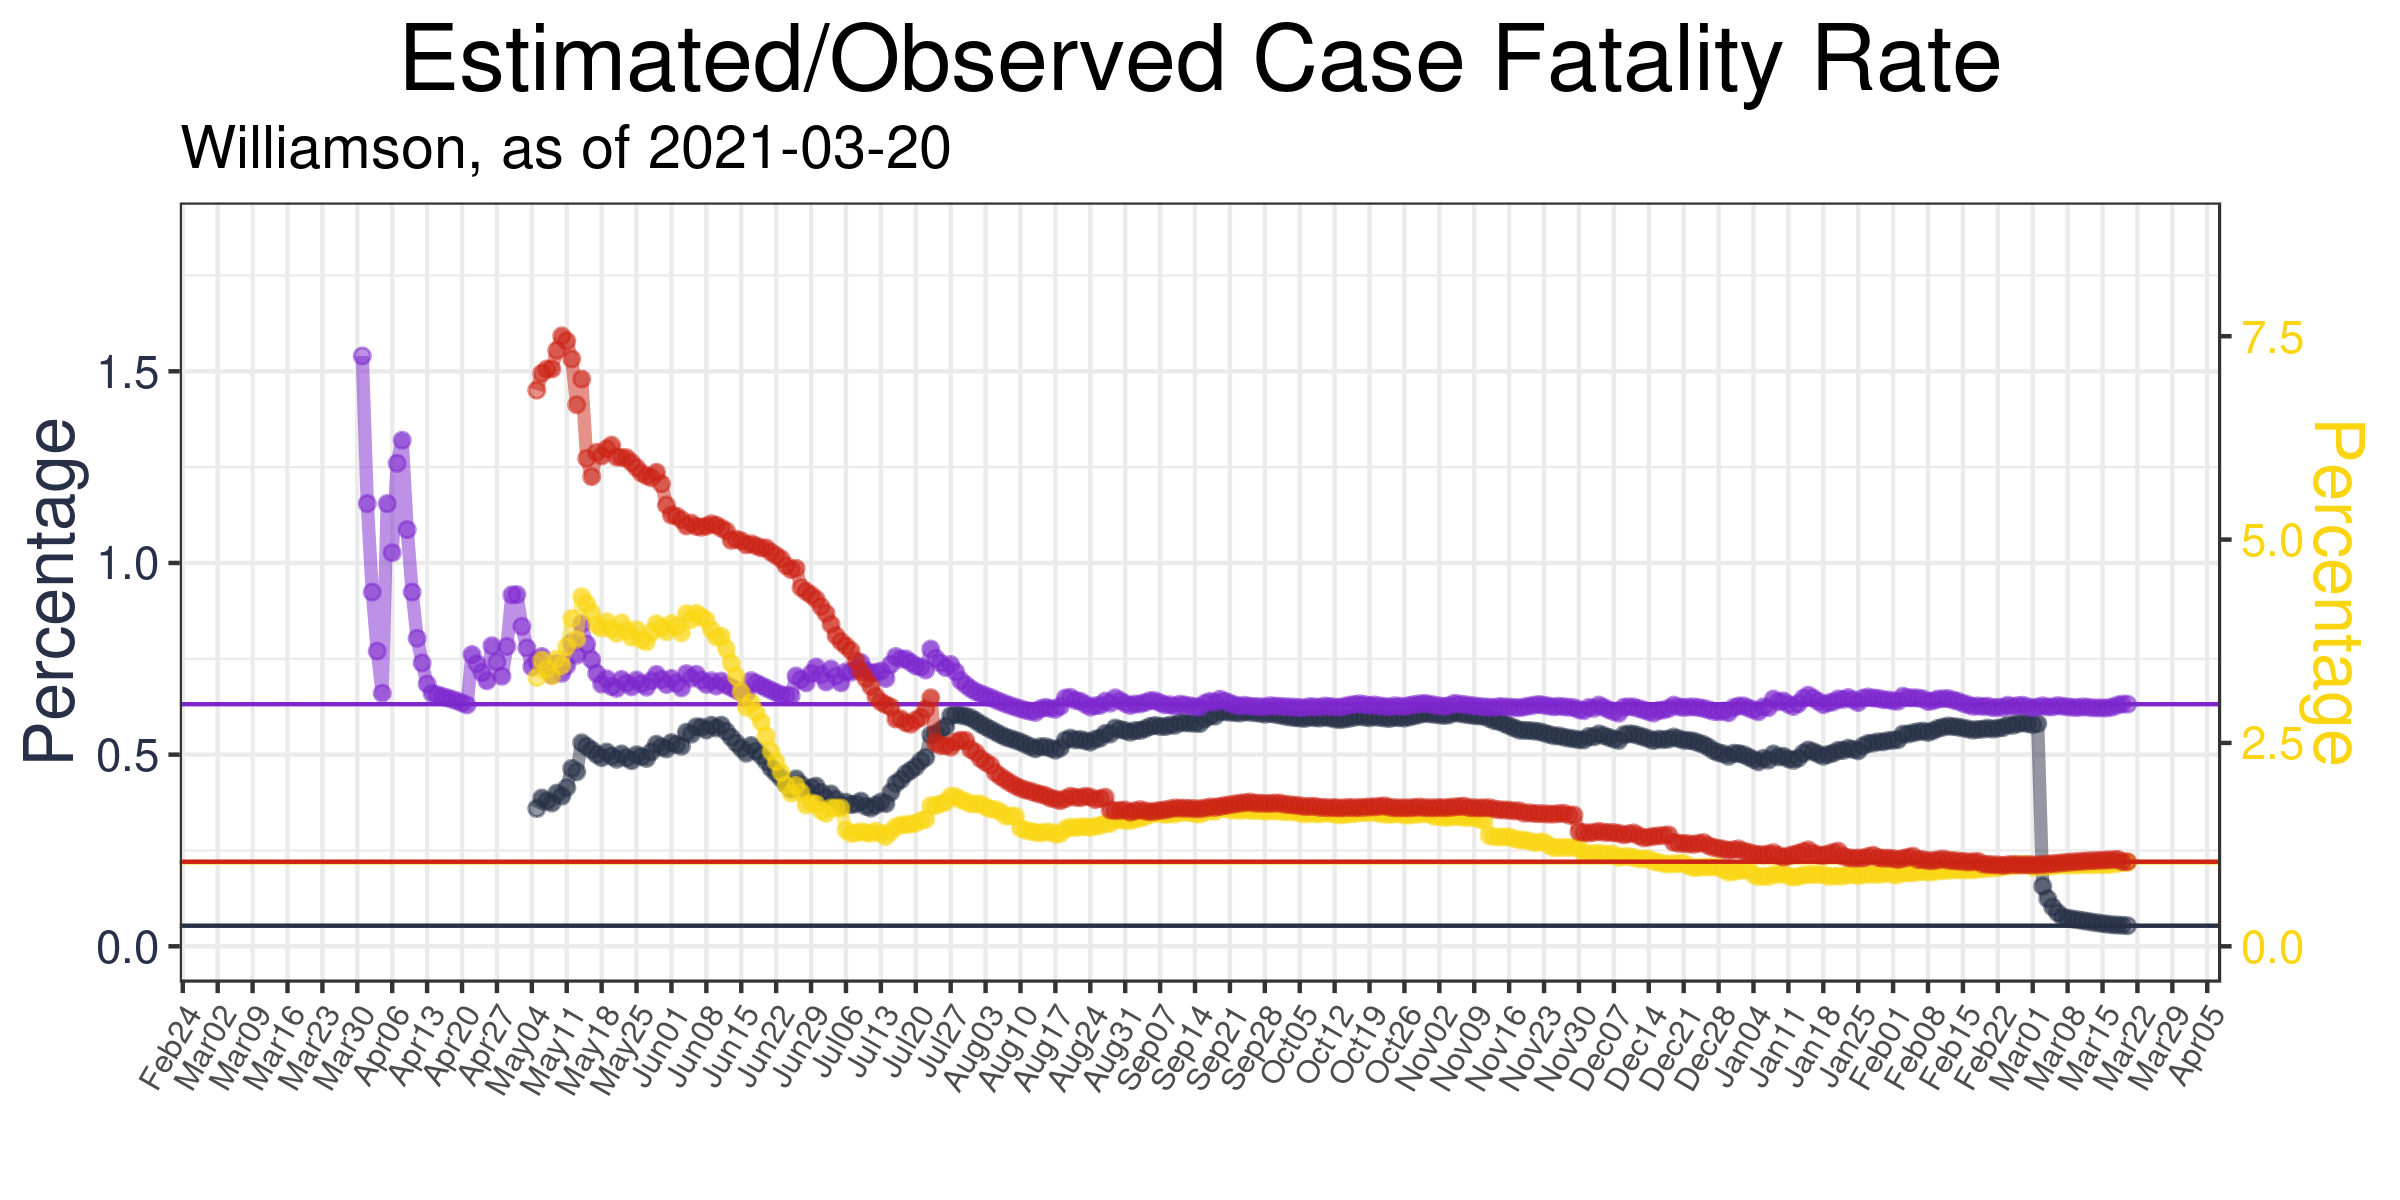 Estimated/Observed Case Fatality Rate
Williamson, as of 2021-03-20
Percentage
1.5
1.0
0.5
0.0
7.5
5.0
2.5
0.0
Percentage
Feb24
Mar02
Mar09
Mar16
Mar23
Mar30
Apr06
Apr13
Apr20
Apr27
May04
May11
May18
May25
Jun01
Jun08
Jun15
Jun22
Jun29
Jul06
Jul13
Jul20
Jul27
Aug03
Aug10
Aug17
Aug24
Aug31
Sep07
Sep14
Sep21
Sep28
Oct05
Oct12
Oct19
Oct26
Nov02
Nov09
Nov16
Nov23
Nov30
Dec07
Dec14
Dec21
Dec28
Jan04
Jan11
Jan18
Jan25
Feb01
Feb08
Feb15
Feb22
Mar01
Mar08
Mar15
Mar22
Mar29
Apr05